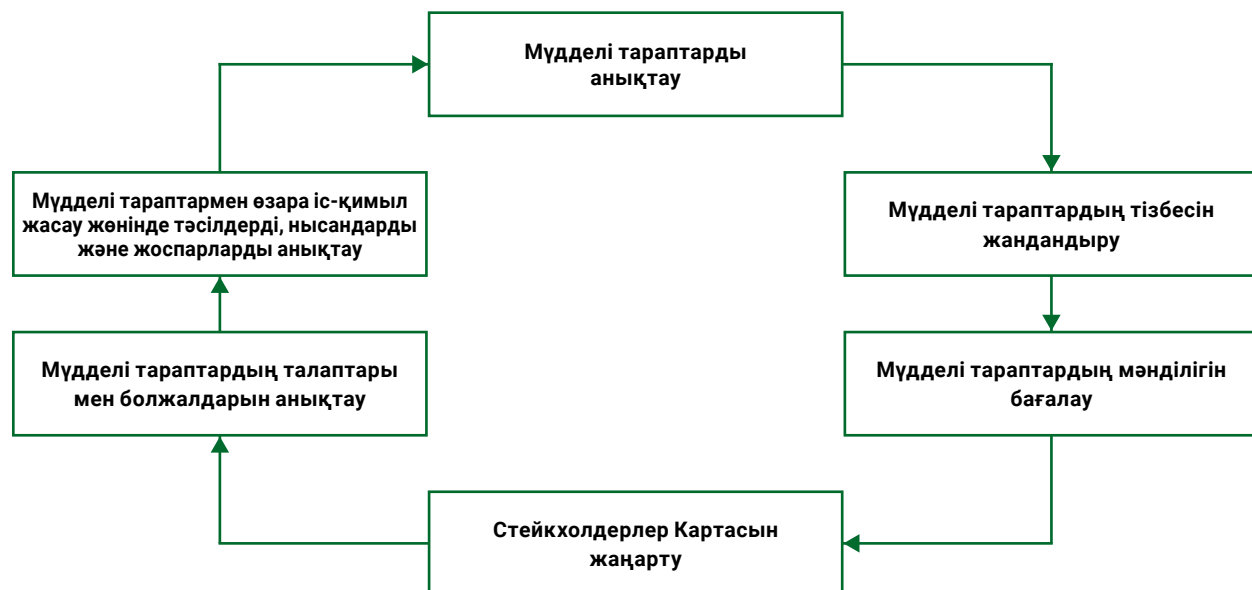 Мүдделі тараптарды
анықтау
Мүдделі тараптармен өзара іс-қимыл
жасау жөнінде тәсілдерді, нысандарды
және жоспарларды анықтау
Мүдделі тараптардың тізбесін
жандандыру
Мүдделі тараптардың талаптары
мен болжалдарын анықтау
Мүдделі тараптардың мәнділігін
бағалау
Стейкхолдерлер Картасын
жаңарту